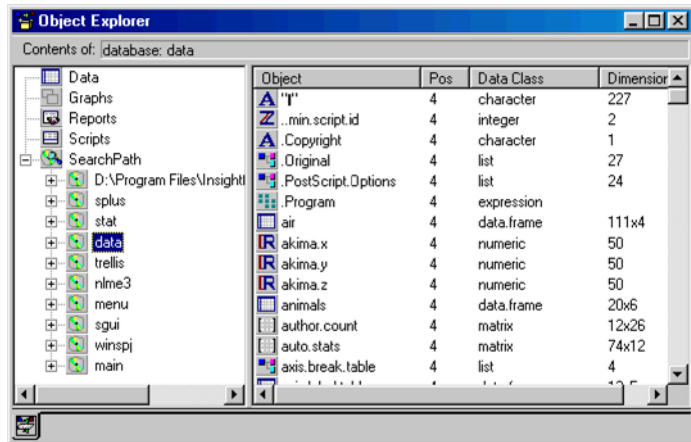 Object Explorer
Contents of: database: data
Data
Graphs
Reports
Scripts
SearchPath
D:\Program Files\Insightf
splus
stat
data
trellis
nlme3
menu
sgui
winspj
main
Object Pos Data Class Dimension
"I" 4 character 227
..min.script.id 4 integer 2
.Copyright 4 character 1
.Original 4 list 27
.PostScript.Options 4 list 24
.Program 4 expression
air 4 data.frame 111x4
akima.x 4 numeric 50
akima.y 4 numeric 50
akima.z 4 numeric 50
animals 4 data.frame 20x6
author.count 4 matrix 12x26
auto.stats 4 matrix 74x12
axis.break.table 4 list 4